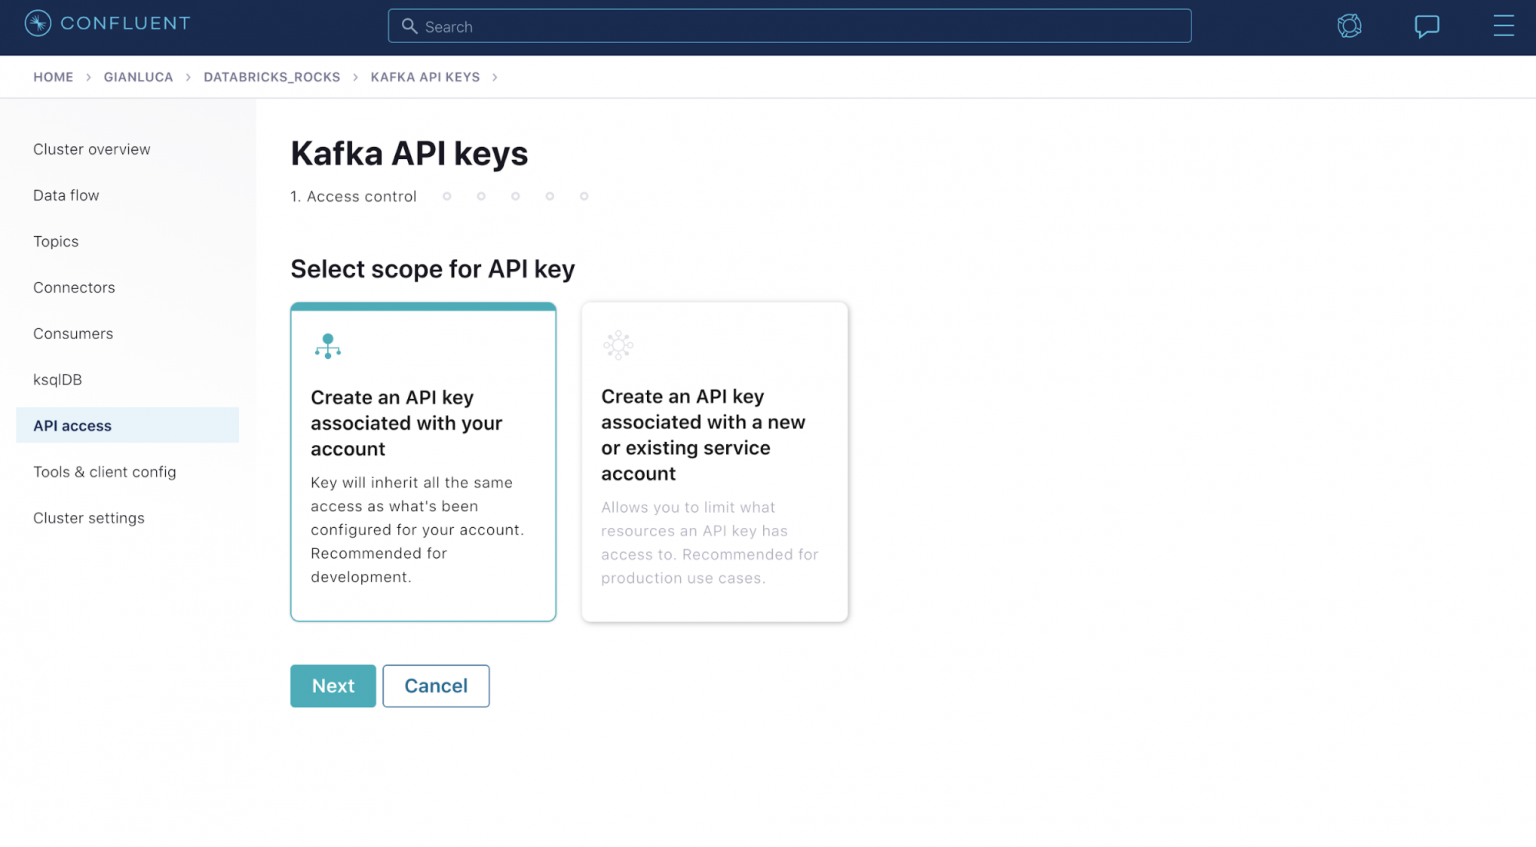 CONFLUENT
Search
HOME > GIANLUCA > DATABRICKS_ROCKS > KAFKA API KEYS >
Cluster overview
Data flow
Topics
Connectors
Consumers
ksqlDB
API access
Tools & client config
Cluster settings
Kafka API keys
1. Access control
Select scope for API key
Create an API key
associated with your
account
Key will inherit all the same
access as what's been
configured for your account.
Recommended for
development.
Create an API key
associated with a new
or existing service
account
Allows you to limit what
resources an API key has
access to. Recommended for
production use cases.
Next
Cancel